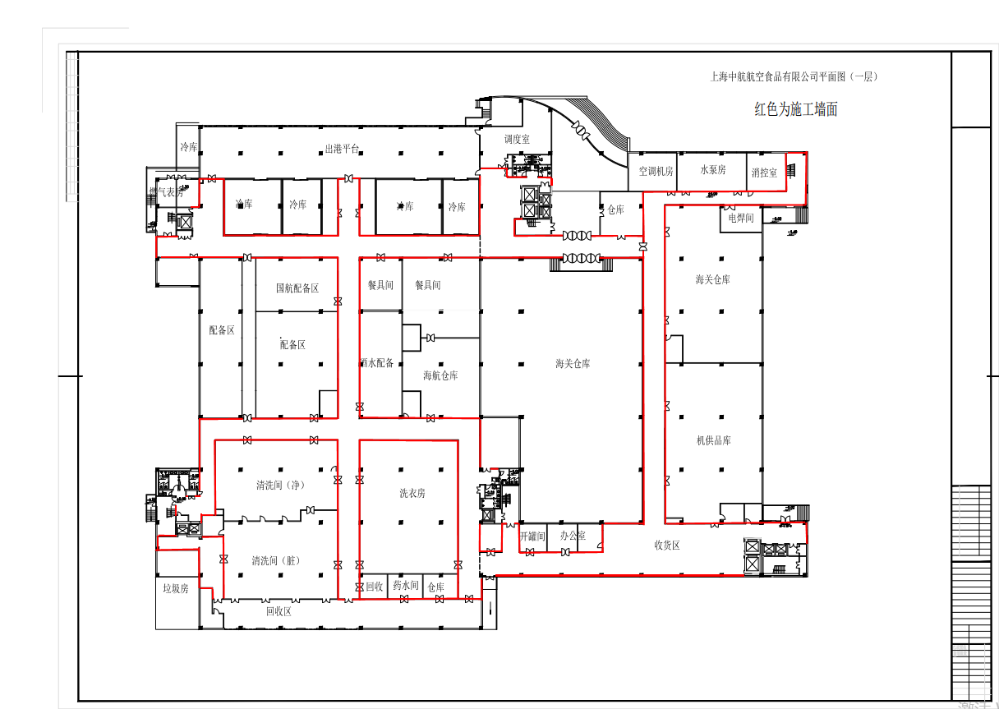 上海中航航空食品有限公司平面图（一层）
红色为施工墙面
调度室
冷库
出港平台
空调机房
水泵房
消控室
燃气表房
冷库
冷库
冷库
冷库
仓库
电焊间
国航配备区
餐具间
餐具间
海关仓库
配备区
配备区
酒水配备
海航仓库
海关仓库
机供品库
清洗间（净）
洗衣房
开罐间
办公室
收货区
清洗间（脏）
垃圾房
回收
药水间
仓库
回收区
激活